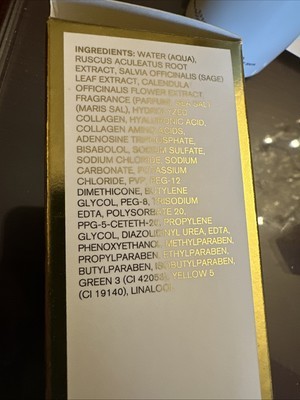 INGREDIENTS: WATER (AQUA),
RUSCUS ACULEATUS ROOT
EXTRACT, SALVIA OFFICINALIS (SAGE)
LEAF EXTRACT, CALENDULA
OFFICINALIS FLOWER EXTRACT,
FRAGRANCE (PARFUM),
(MARIS SAL), HYDROLYZED
COLLAGEN, HYALURONIC ACID,
COLLAGEN AMINO ACIDS,
ADENOSINE TRIPHOSPHATE,
BISABOLOL, SODIUM SULFATE,
SODIUM CHLORIDE, SODIUM
CARBONATE, POTASSIUM
CHLORIDE, PVP, PEG-12
DIMETHICONE, BUTYLENE
GLYCOL, PEG-8, TRISODIUM
EDTA, POLYSORBATE 20,
PPG-5-CETETH-20, PROPYLENE
GLYCOL, DIAZOLIDINYL UREA, EDTA,
PHENOXYETHANOL, METHYLPARABEN,
PROPYLPARABEN, ETHYLPARABEN,
BUTYLPARABEN, ISOBUTYLPARABEN,
GREEN 3 (CI 42053), YELLOW 5
(CI 19140), LINALOOL